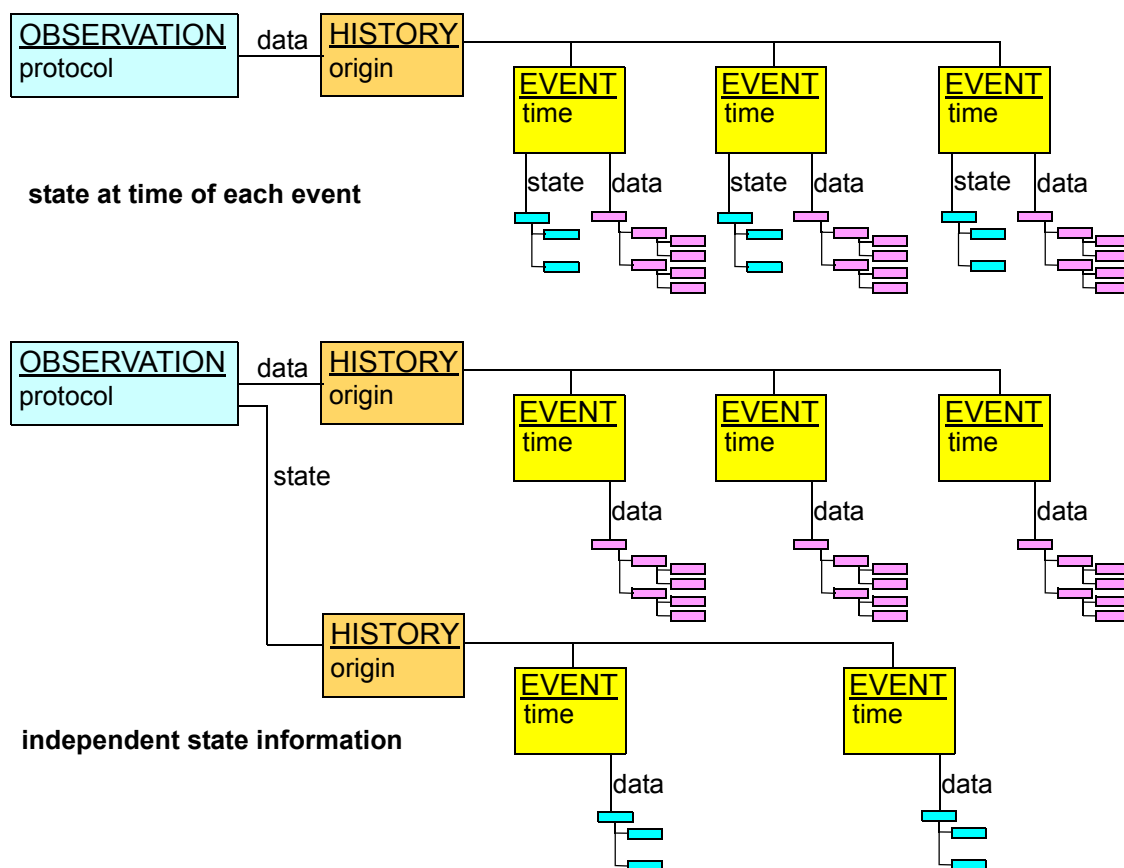 OBSERVATION
protocol
data
HISTORY
origin
EVENT
time
EVENT
time
EVENT
time
state
data
state
data
state
data
state at time of each event
OBSERVATION
protocol
data
HISTORY
origin
EVENT
time
EVENT
time
EVENT
time
state
data
data
data
HISTORY
origin
EVENT
time
EVENT
time
independent state information
data
data